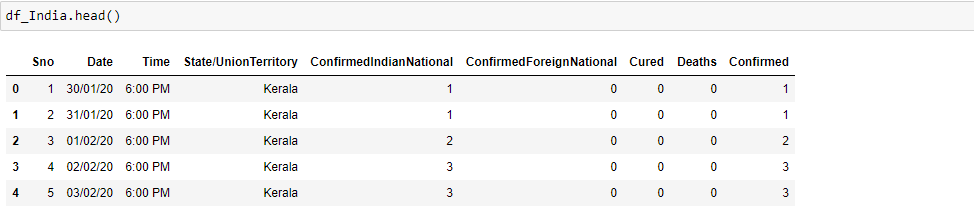 df_India.head()
Sno Date Time State/UnionTerritory ConfirmedIndianNational ConfirmedForeignNational Cured Deaths Confirmed
0 1 30/01/20 6:00 PM Kerala 1 0 0 0 1
1 2 31/01/20 6:00 PM Kerala 1 0 0 0 1
2 3 01/02/20 6:00 PM Kerala 2 0 0 0 2
3 4 02/02/20 6:00 PM Kerala 3 0 0 0 3
4 5 03/02/20 6:00 PM Kerala 3 0 0 0 3